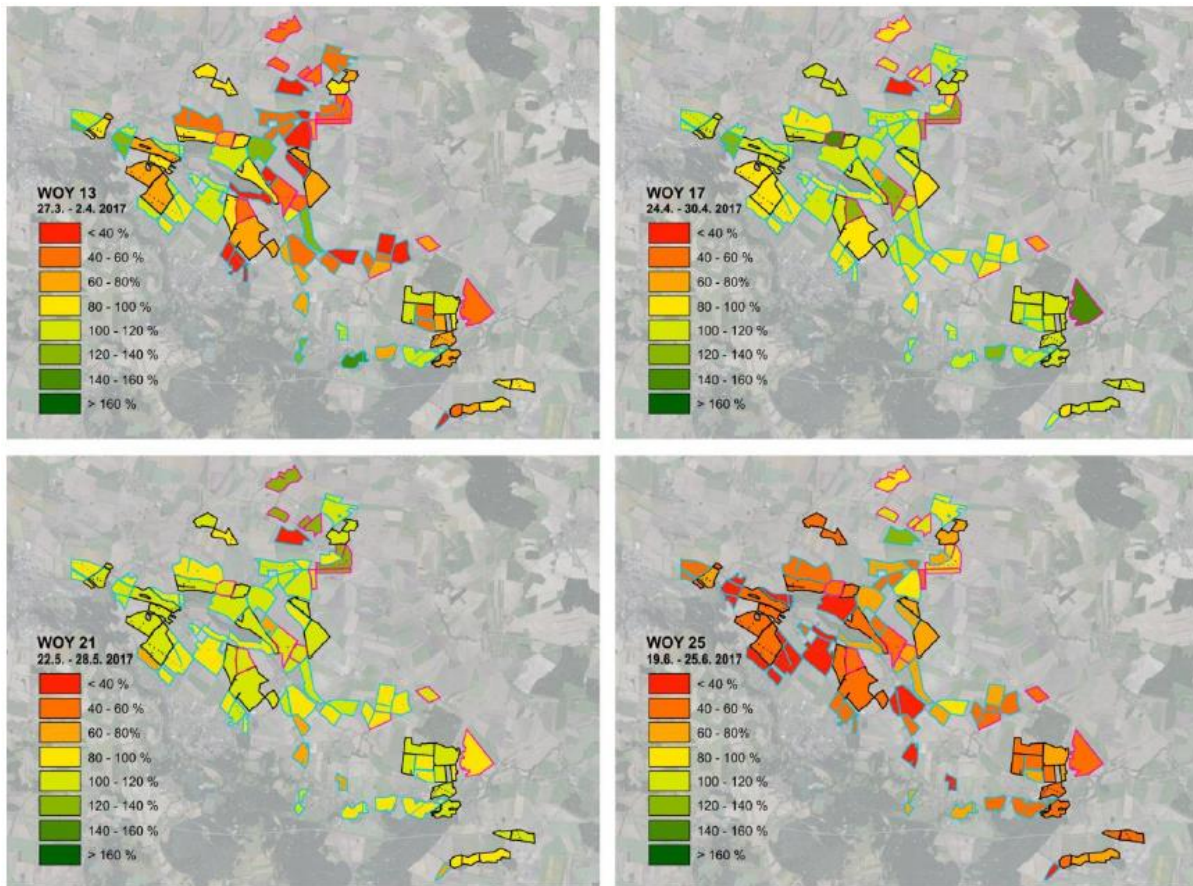 WOY 13
27.3. - 2.4. 2017
< 40 %
40 - 60 %
60 - 80%
80 - 100 %
100 - 120 %
120 - 140 %
140 - 160 %
> 160 %
WOY 17
24.4. - 30.4. 2017
< 40 %
40 - 60 %
60 - 80%
80 - 100 %
100 - 120 %
120 - 140 %
140 - 160 %
> 160 %
WOY 21
22.5. - 28.5. 2017
< 40 %
40 - 60 %
60 - 80%
80 - 100 %
100 - 120 %
120 - 140 %
140 - 160 %
> 160 %
WOY 25
19.6. - 25.6. 2017
< 40 %
40 - 60 %
60 - 80%
80 - 100 %
100 - 120 %
120 - 140 %
140 - 160 %
> 160 %